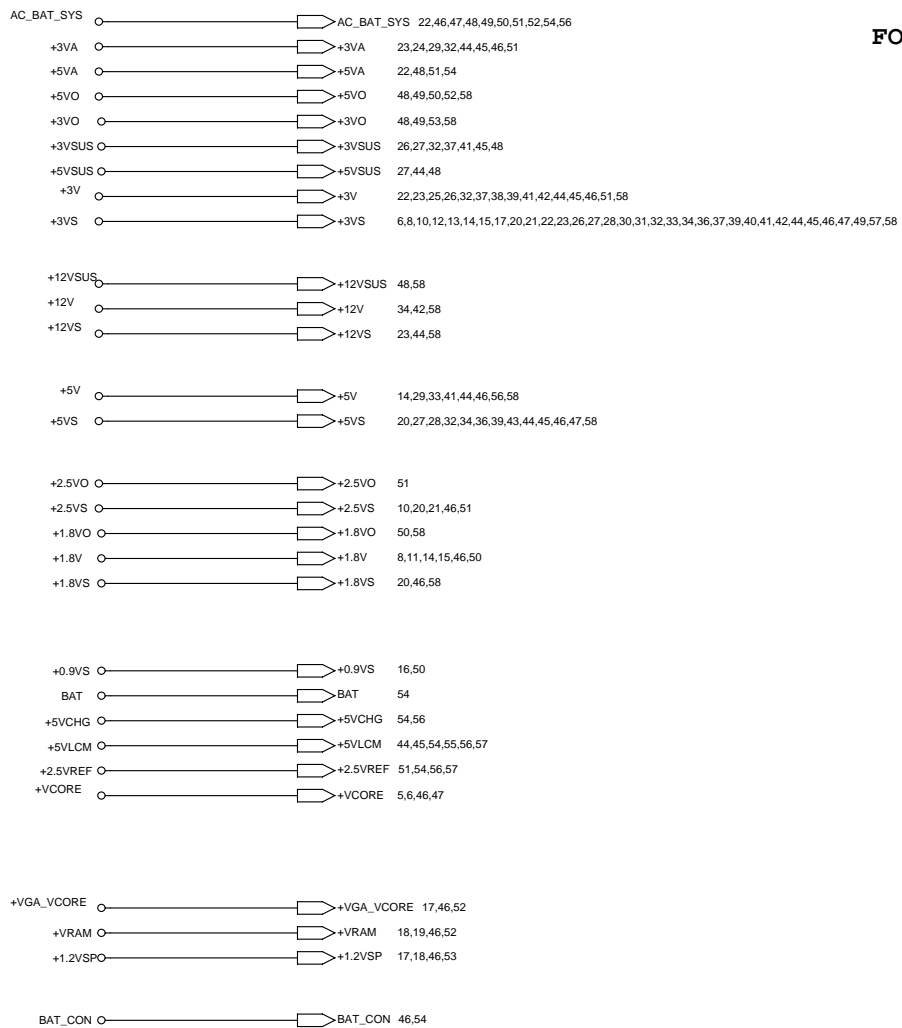 AC_BAT_SYS AC_BAT_SYS 22,46,47,48,49,50,51,52,54,56
FO
+3VA +3VA 23,24,29,32,44,45,46,51
+5VA +5VA 22,48,51,54
+5VO +5VO 48,49,50,52,58
+3VO +3VO 48,49,53,58
+3VSUS +3VSUS 26,27,32,37,41,45,48
+5VSUS +5VSUS 27,44,48
+3V +3V 22,23,25,26,32,37,38,39,41,42,44,45,46,51,58
+3VS +3VS 6,8,10,12,13,14,15,17,20,21,22,23,26,27,28,30,31,32,33,34,36,37,39,40,41,42,44,45,46,47,49,57,58
+12VSUS +12VSUS 48,58
+12V +12V 34,42,58
+12VS +12VS 23,44,58
+5V +5V 14,29,33,41,44,46,56,58
+5VS +5VS 20,27,28,32,34,36,39,43,44,45,46,47,58
+2.5VO +2.5VO 51
+2.5VS +2.5VS 10,20,21,46,51
+1.8VO +1.8VO 50,58
+1.8V +1.8V 8,11,14,15,46,50
+1.8VS +1.8VS 20,46,58
+0.9VS +0.9VS 16,50
BAT BAT 54
+5VCHG +5VCHG 54,56
+5VLCM +5VLCM 44,45,54,55,56,57
+2.5VREF +2.5VREF 51,54,56,57
+VCORE +VCORE 5,6,46,47
+VGA_VCORE +VGA_VCORE 17,46,52
+VRAM +VRAM 18,19,46,52
+1.2VSP +1.2VSP 17,18,46,53
BAT_CON BAT_CON 46,54